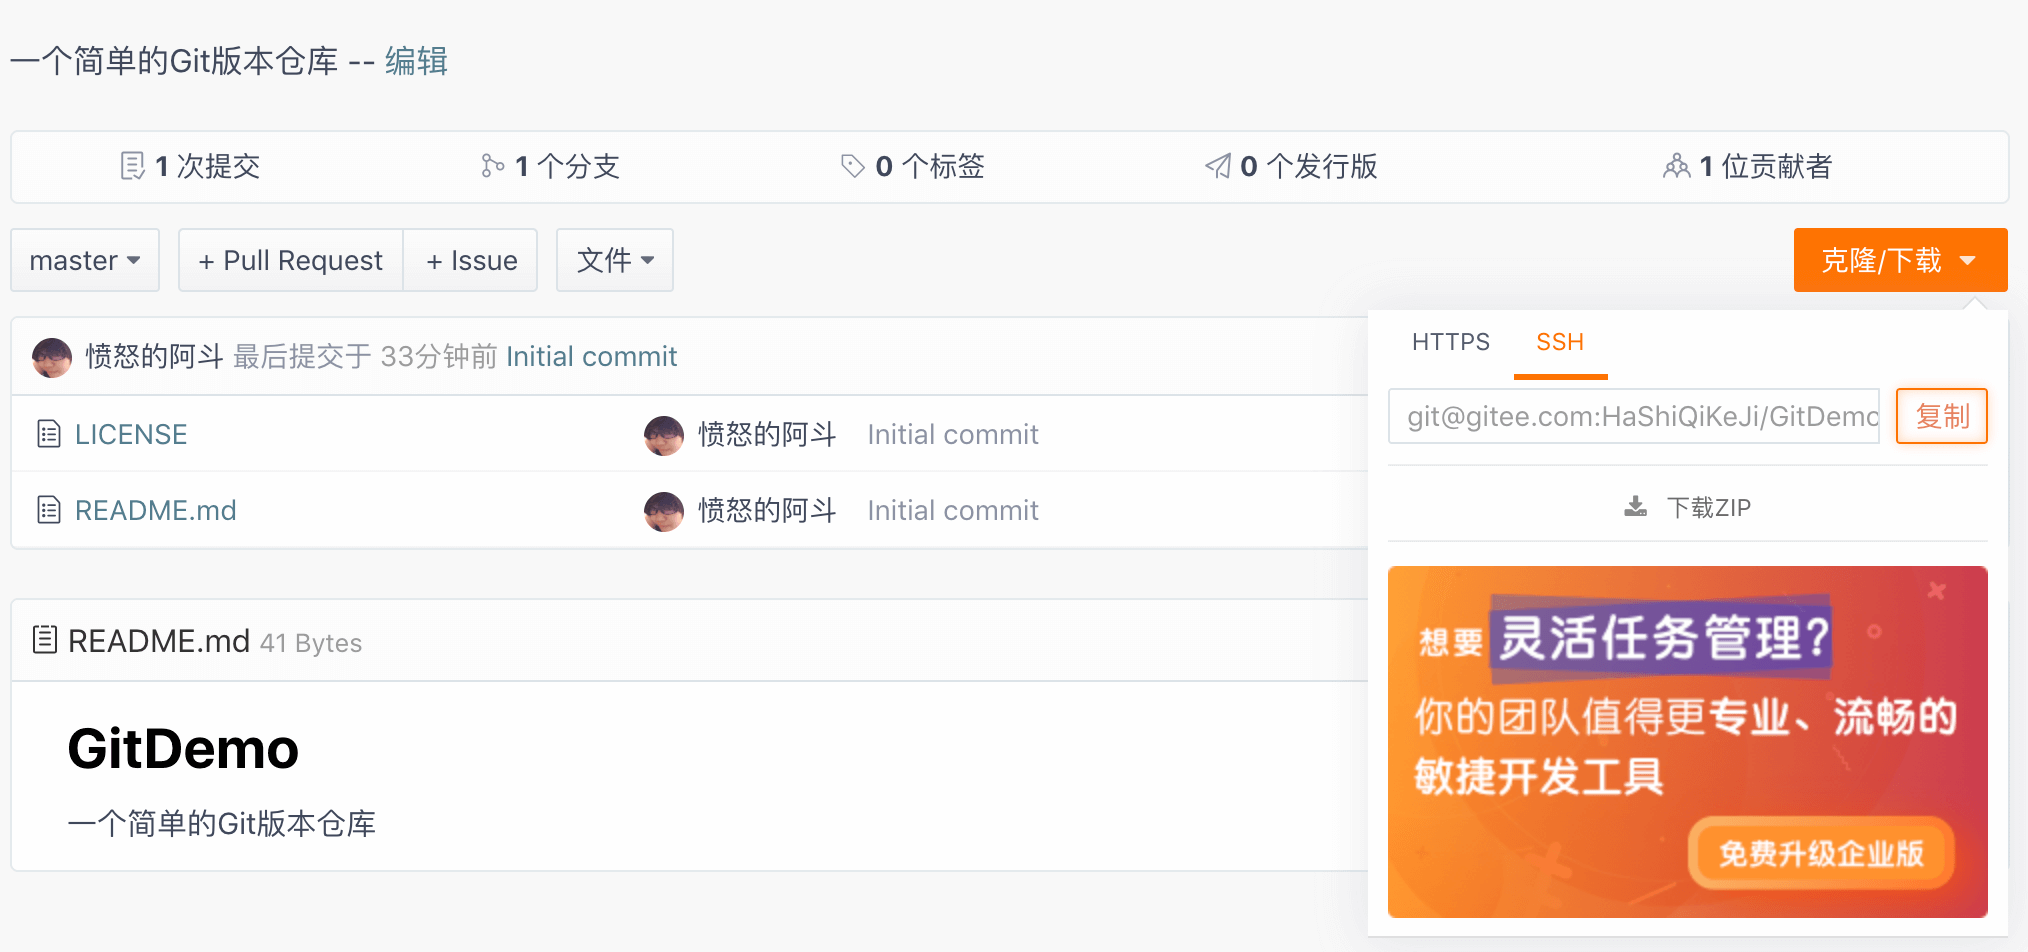 一个简单的Git版本仓库 -- 编辑
1 次提交 1 个分支 0 个标签 0 个发行版 1 位贡献者
master + Pull Request + Issue 文件 克隆/下载
HTTPS SSH
愤怒的阿斗 最后提交于 33分钟前 Initial commit
git@gitee.com:HaShiQiKeJi/GitDemo 复制
LICENSE 愤怒的阿斗 Initial commit
README.md 愤怒的阿斗 Initial commit
下载ZIP
README.md 41 Bytes
GitDemo
一个简单的Git版本仓库
想要 灵活任务管理?
你的团队值得更专业、流畅的
敏捷开发工具
免费升级企业版